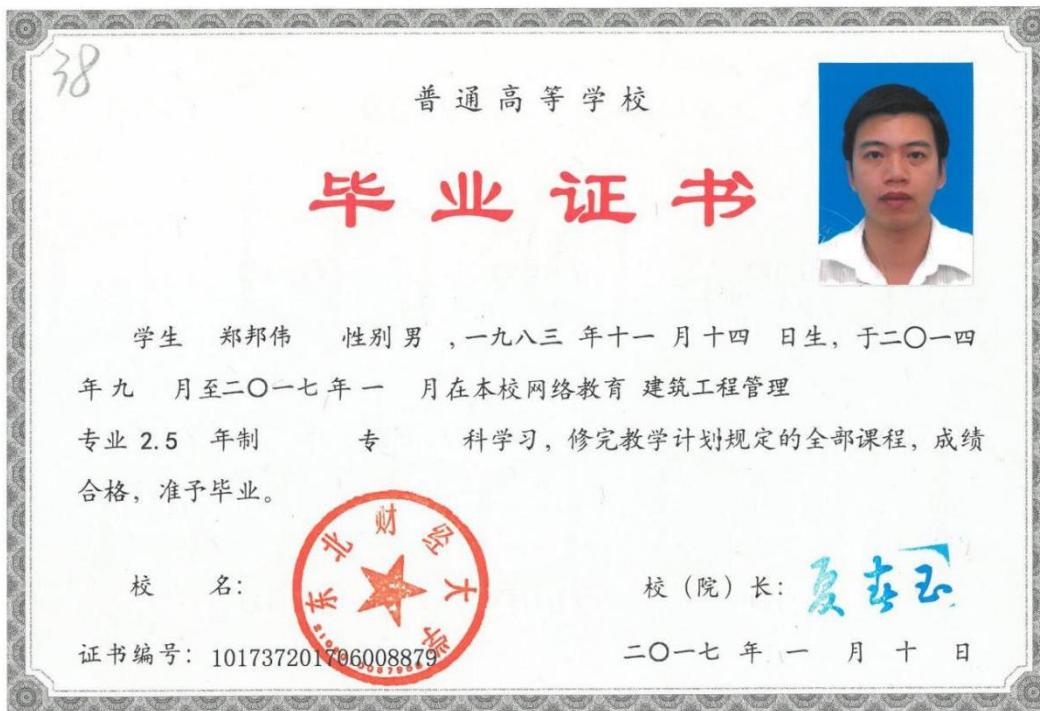 38
普通高等学校
毕业证书
学生 郑邦伟 性别 男 ,一九八三 年十一 月十四 日生，于二〇一四
年九 月至二〇一七年 一 月在本校网络教育 建筑工程管理
专业 2.5 年制 专 科学习，修完教学计划规定的全部课程，成绩
合格，准予毕业。
东北财经大学
校 名：
校（院）长：夏春玉
证书编号：101737201706008879
二〇一七 年 一 月 十 日